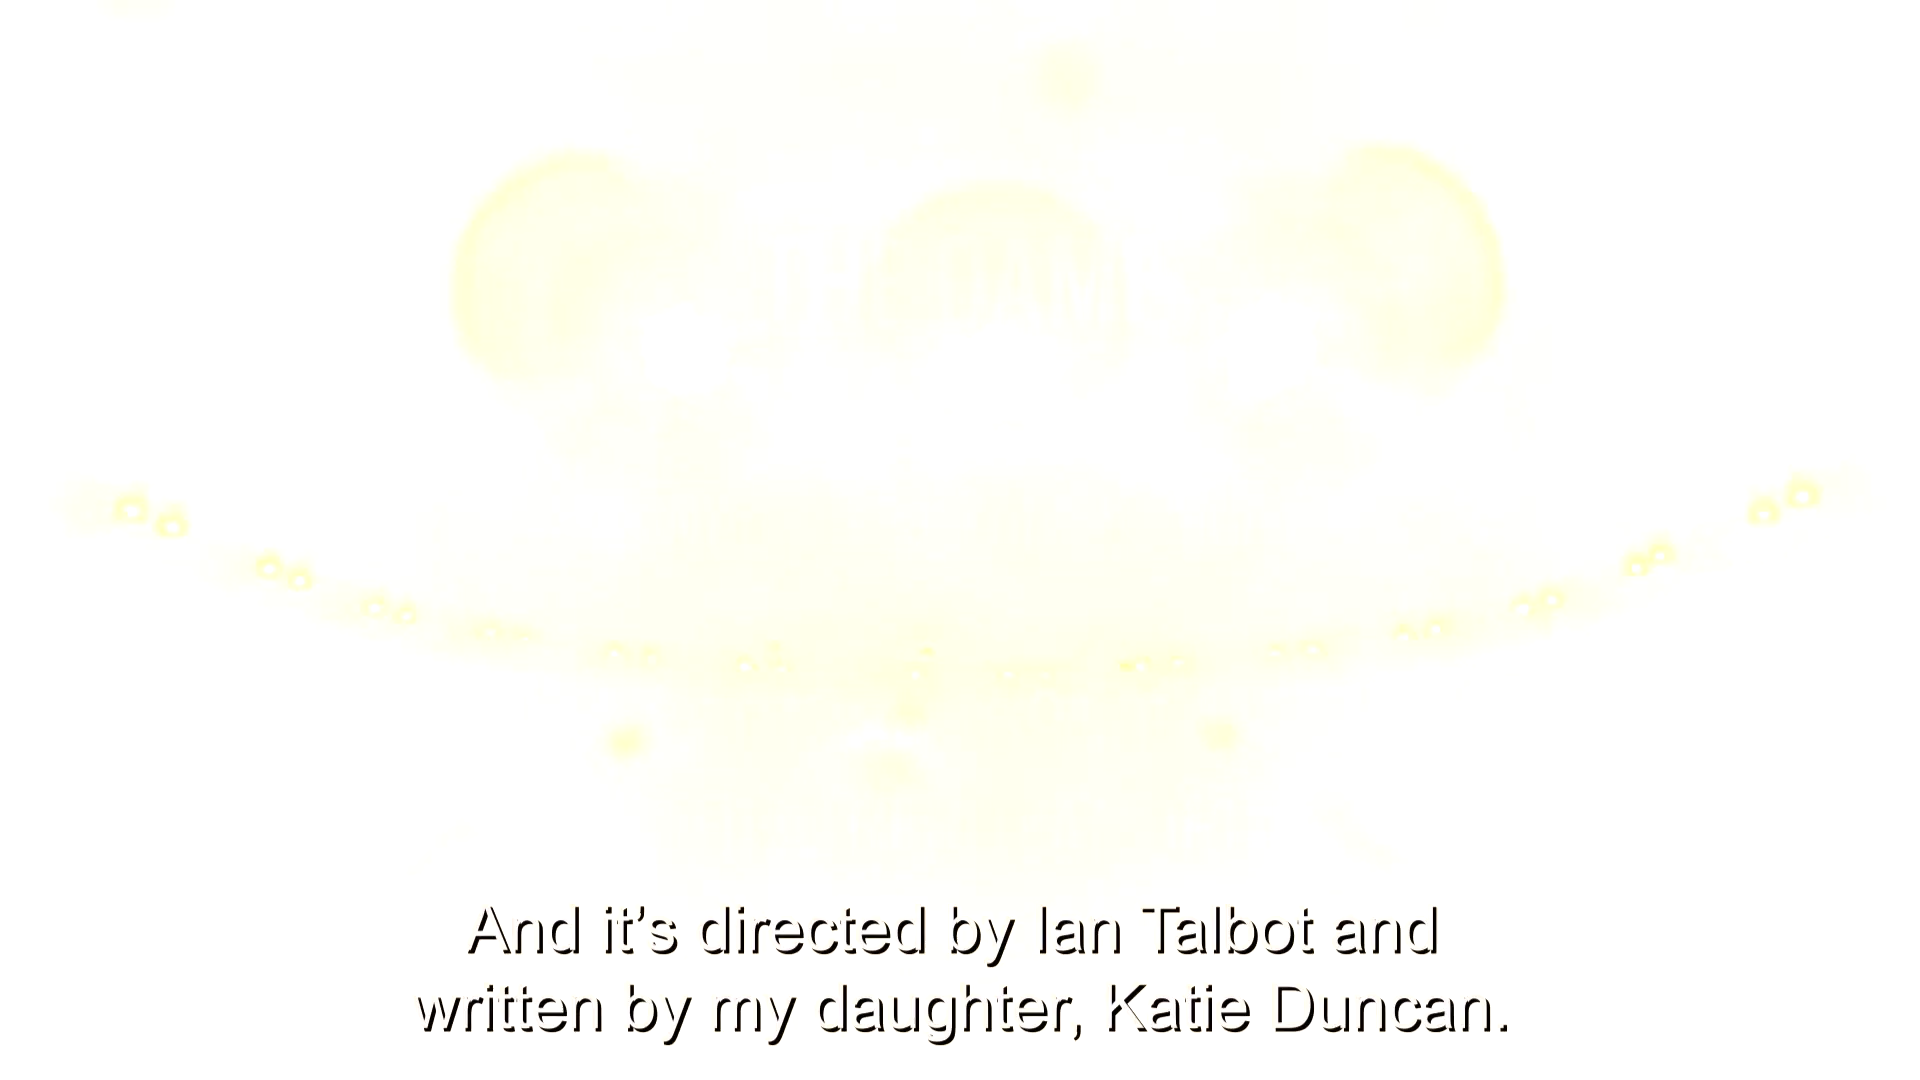 And it’s directed by Ian Talbot and
written by my daughter, Katie Duncan.